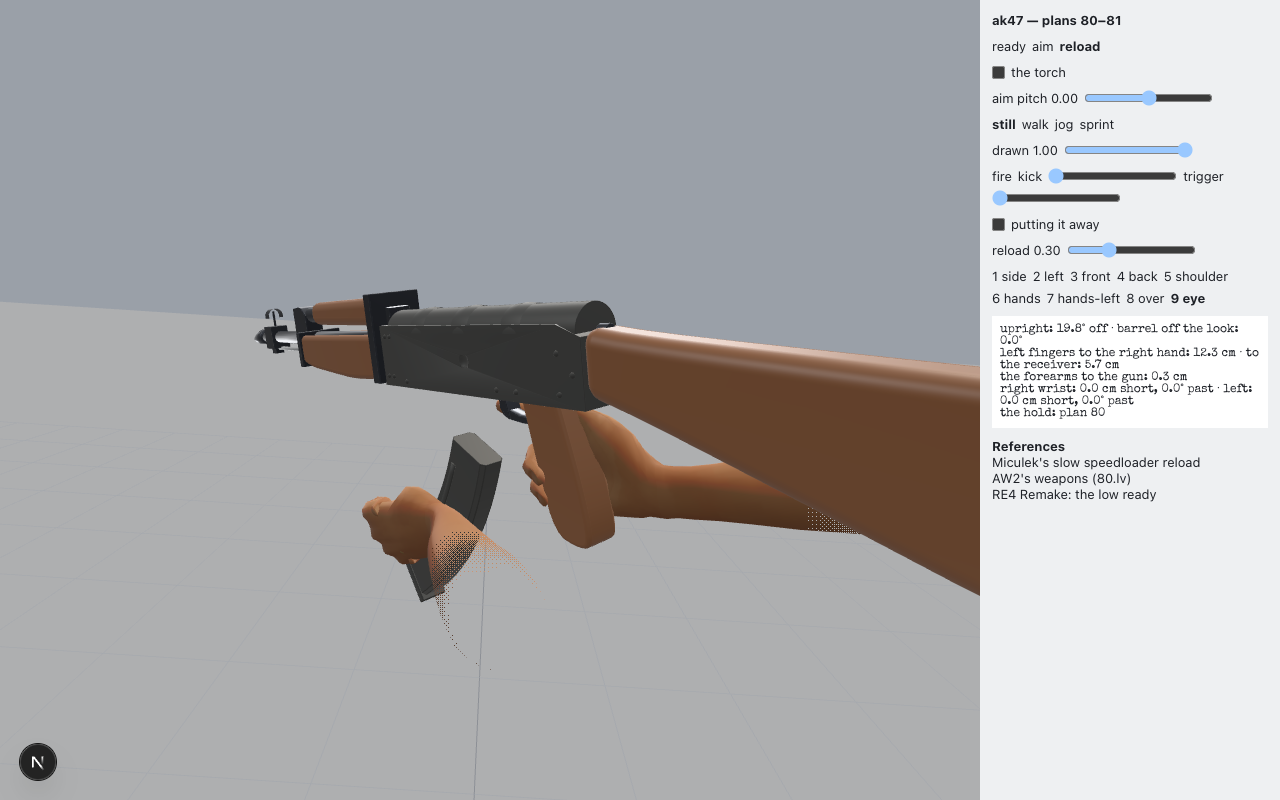 ak47 — plans 80–81
ready aim reload
the torch
aim pitch 0.00
still walk jog sprint
drawn 1.00
fire kick trigger
putting it away
reload 0.30
1 side 2 left 3 front 4 back 5 shoulder
6 hands 7 hands-left 8 over 9 eye
upright: 19.8° off · barrel off the look:
0.0°
left fingers to the right hand: 12.3 cm · to
the receiver: 5.7 cm
the forearms to the gun: 0.3 cm
right wrist: 0.0 cm short, 0.0° past · left:
0.0 cm short, 0.0° past
the hold: plan 80
References
Miculek's slow speedloader reload
AW2's weapons (80.lv)
RE4 Remake: the low ready
N